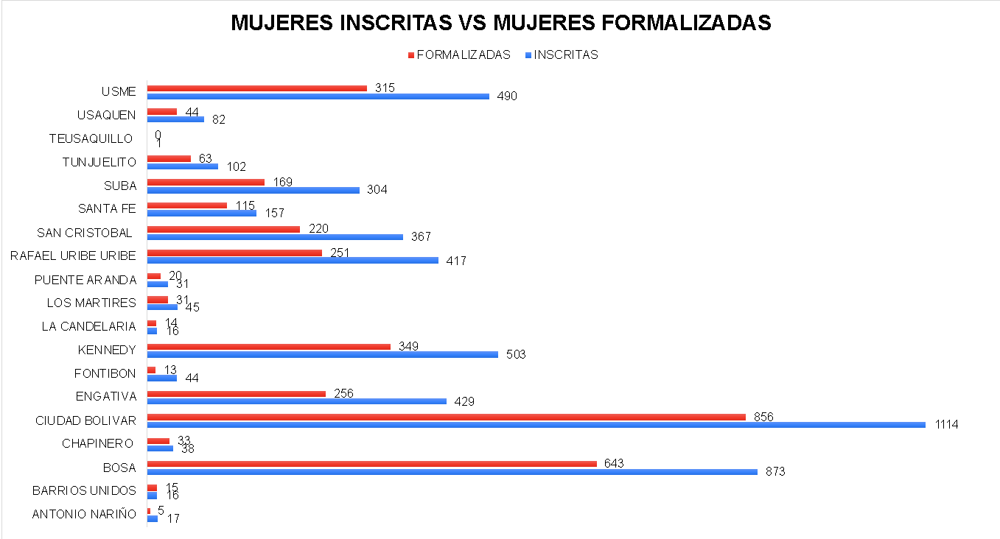 MUJERES INSCRITAS VS MUJERES FORMALIZADAS
FORMALIZADAS INSCRITAS
USME 315 490
USAQUEN 44 82
TEUSAQUILLO 0 1
TUNJUELITO 63 102
SUBA 169 304
SANTA FE 115 157
SAN CRISTOBAL 220 367
RAFAEL URIBE URIBE 251 417
PUENTE ARANDA 20 31
LOS MARTIRES 31 45
LA CANDELARIA 14 16
KENNEDY 349 503
FONTIBON 13 44
ENGATIVA 256 429
CIUDAD BOLIVAR 856 1114
CHAPINERO 33 38
BOSA 643 873
BARRIOS UNIDOS 15 16
ANTONIO NARIÑO 5 17